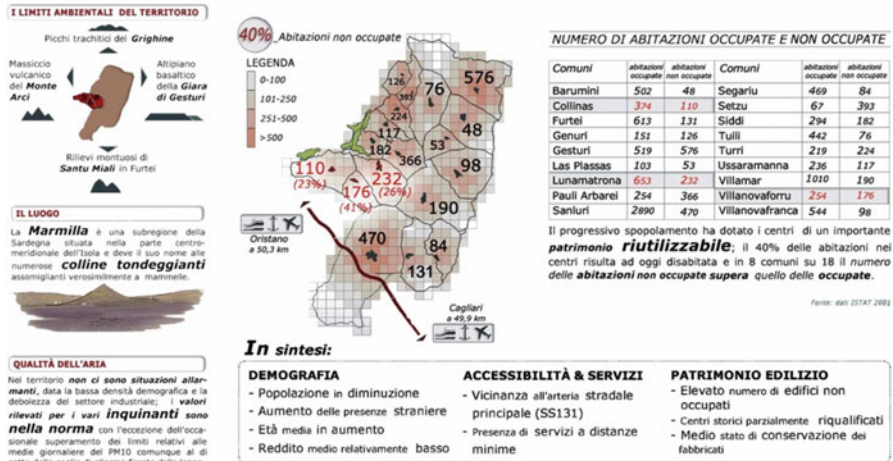 I LIMITI AMBIENTALI DEL TERRITORIO
Picchi trachitici del Grighine
Massiccio
vulcanico
del Monte
Arci
Altipiano
basaltico
della Giara
di Gesturi
Rilievi montuosi di
Santu Miali in Furtei
IL LUOGO
La Marmilla è una subregione della
Sardegna situata nella parte centro-
meridionale dell'Isola e deve il suo nome alle
numerose colline tondeggianti
assomiglianti verosimilmente a mammelle.
QUALITÀ DELL'ARIA
Nel territorio non ci sono situazioni allar-
manti, data la bassa densità demografica e la
debolezza del settore industriale; i valori
rilevati per i vari inquinanti sono
nella norma con l'eccezione dell'occa-
sionale superamento dei limiti relativi alle
medie giornaliere del PM10 comunque al di
40% Abitazioni non occupate
LEGENDA
0-100
101-250
251-500
>500
126
393
224
117
182
366
76
576
53
48
98
110
(23%)
176
(41%)
232
(26%)
190
470
84
131
Oristano
a 50,3 km
Cagliari
a 49,9 km
NUMERO DI ABITAZIONI OCCUPATE E NON OCCUPATE
Comuni abitazioni occupate abitazioni non occupate Comuni abitazioni occupate abitazioni non occupate
Barumini 502 48 Segariu 469 84
Collinas 374 110 Setzu 67 393
Furtei 613 131 Siddi 294 182
Genuri 151 126 Tuili 442 76
Gesturi 519 576 Turri 219 224
Las Plassas 103 53 Ussaramanna 236 117
Lunamatrona 653 232 Villamar 1010 190
Pauli Arbarei 254 366 Villanovaforru 254 176
Sanluri 2890 470 Villanovafranca 544 98
Il progressivo spopolamento ha dotato i centri di un importante
patrimonio riutilizzabile; il 40% delle abitazioni nei
centri risulta ad oggi disabitata e in 8 comuni su 18 il numero
delle abitazioni non occupate supera quello delle occupate.
Fonte: dati ISTAT 2001
In sintesi:
DEMOGRAFIA
- Popolazione in diminuzione
- Aumento delle presenze straniere
- Età media in aumento
- Reddito medio relativamente basso
ACCESSIBILITÀ & SERVIZI
- Vicinanza all'arteria stradale
principale (SS131)
- Presenza di servizi a distanze
minime
PATRIMONIO EDILIZIO
- Elevato numero di edifici non
occupati
- Centri storici parzialmente riqualificati
- Medio stato di conservazione dei
fabbricati